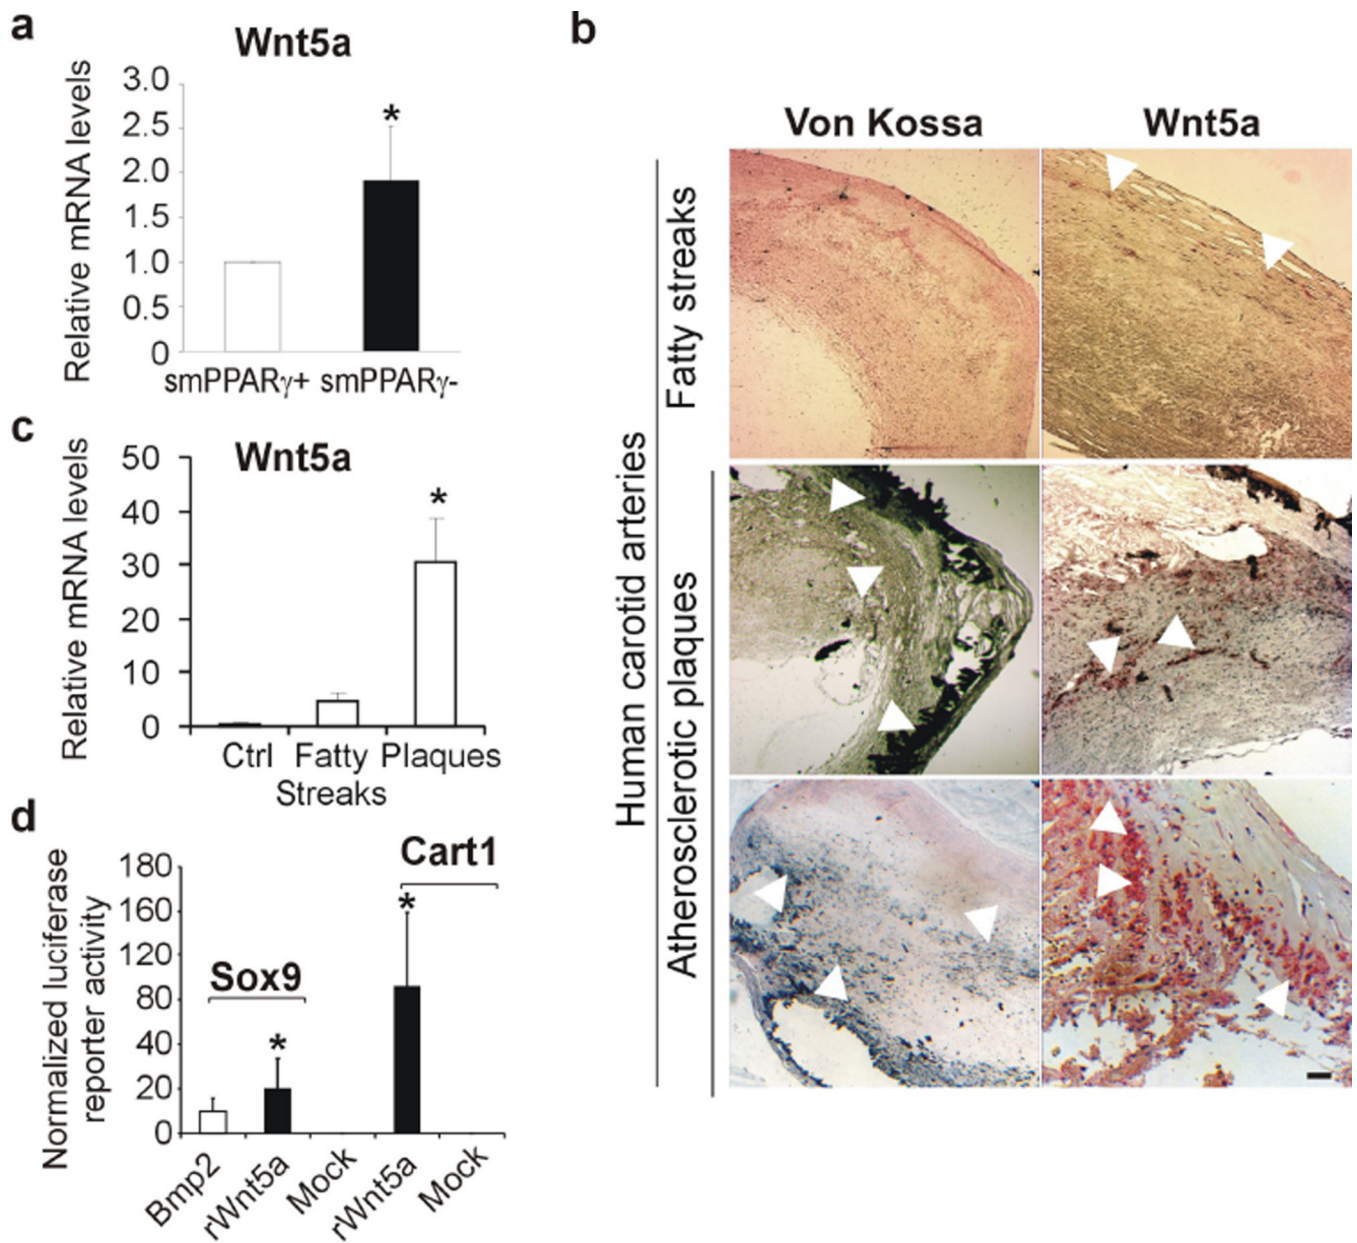 a
Wnt5a
Relative mRNA levels
3.0
2.5
2.0
1.5
1.0
0.5
0
*
smPPARγ+ smPPARγ-
b
Von Kossa
Wnt5a
Human carotid arteries
Fatty streaks
Atherosclerotic plaques
c
Wnt5a
Relative mRNA levels
50
40
30
20
10
0
*
Ctrl Fatty Plaques
Streaks
d
Normalized luciferase
reporter activity
180
160
120
80
40
20
0
Sox9
*
Cart1
*
Bmp2
rWnt5a
Mock
rWnt5a
Mock